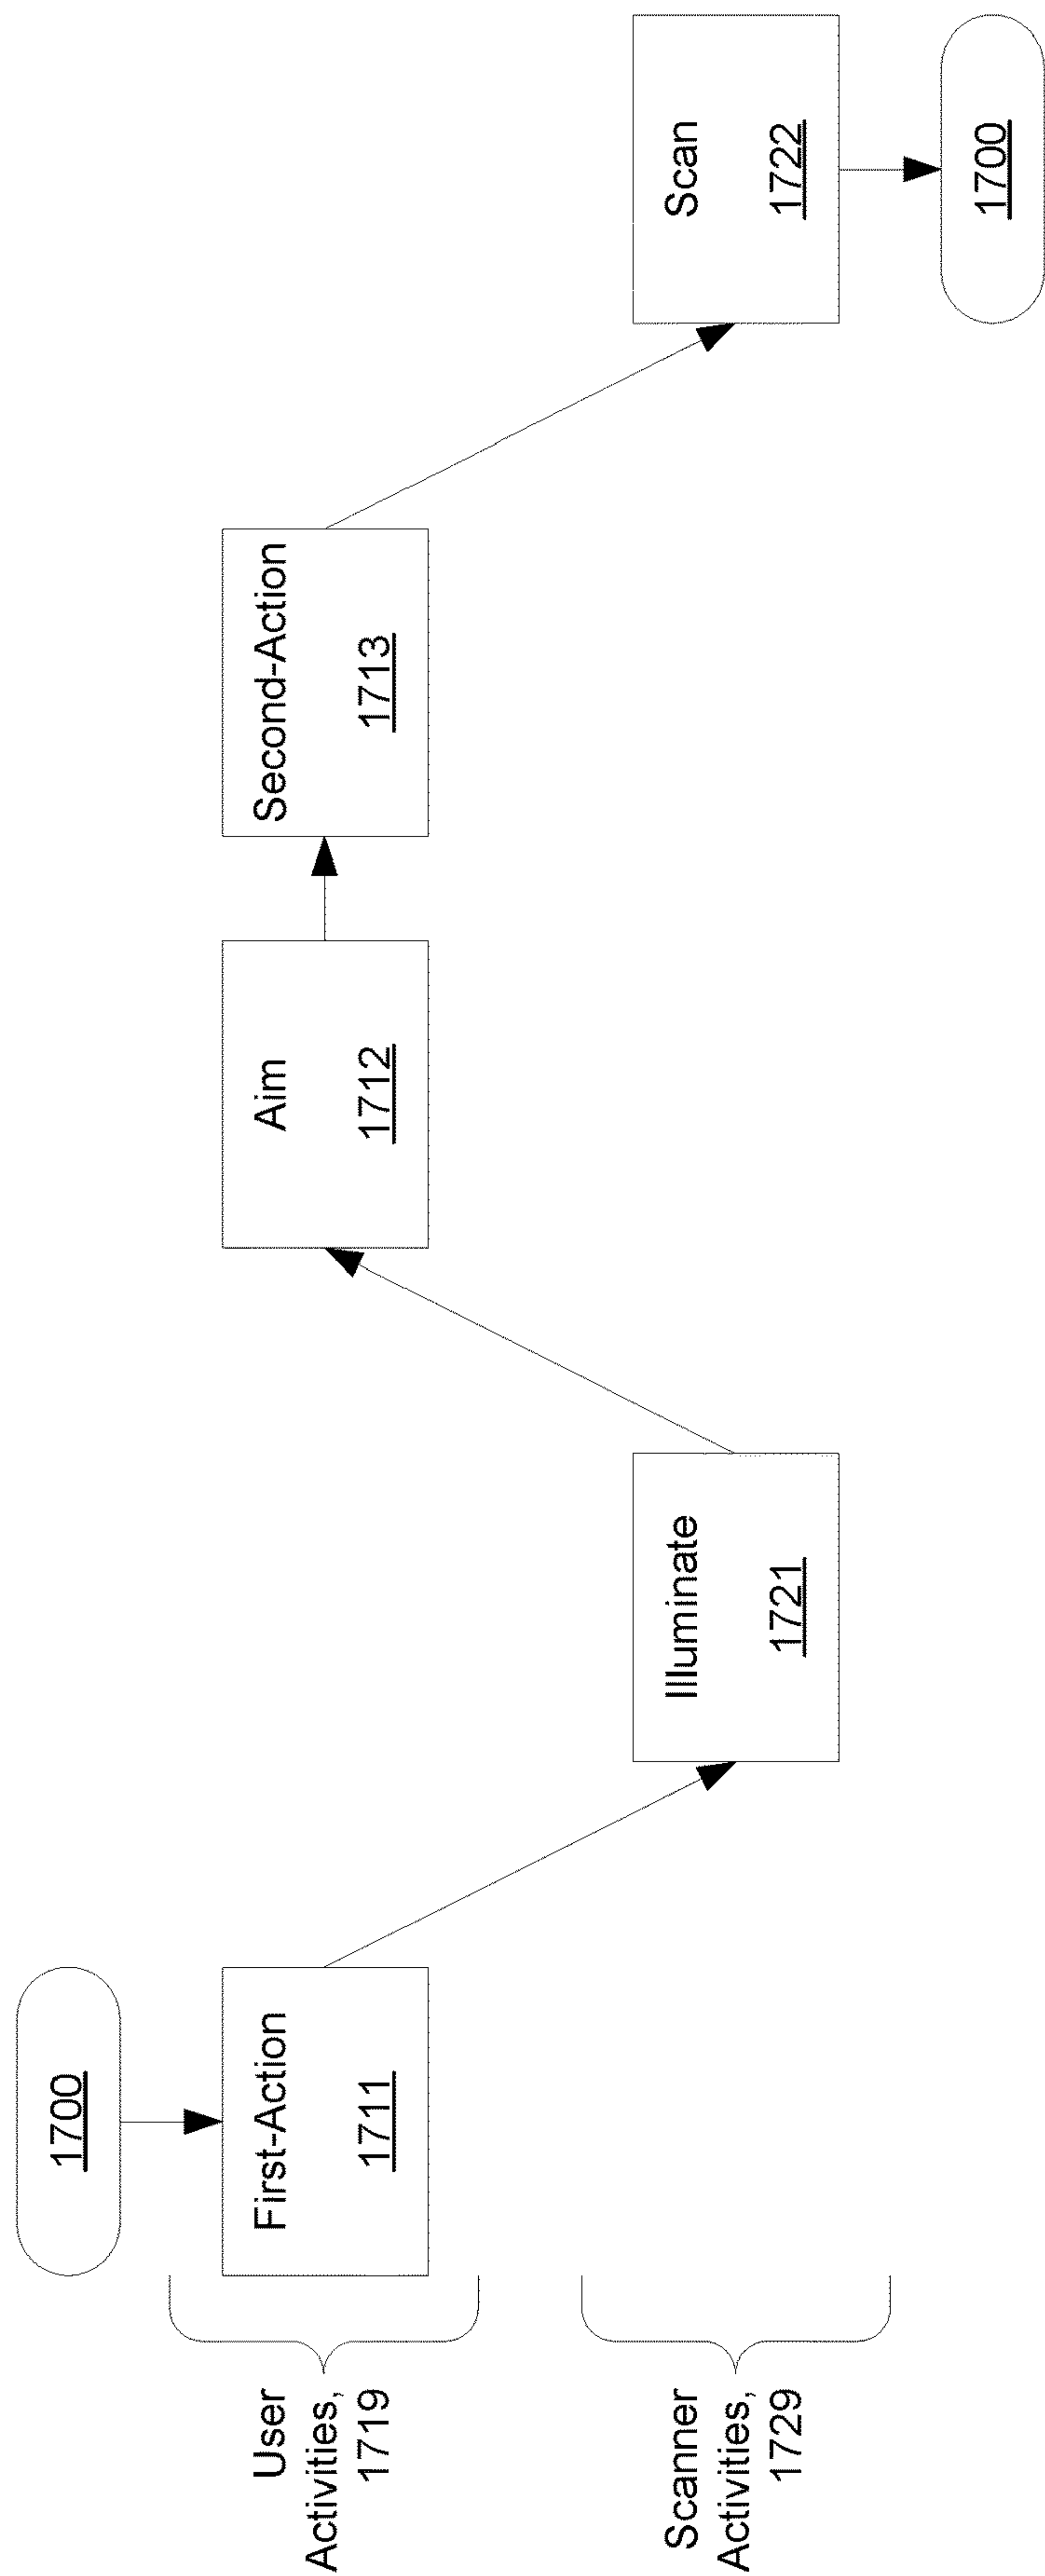 1700
User
Activities,
1719
First-Action
1711
Aim
1712
Second-Action
1713
Scanner
Activities,
1729
Illuminate
1721
Scan
1722
1700